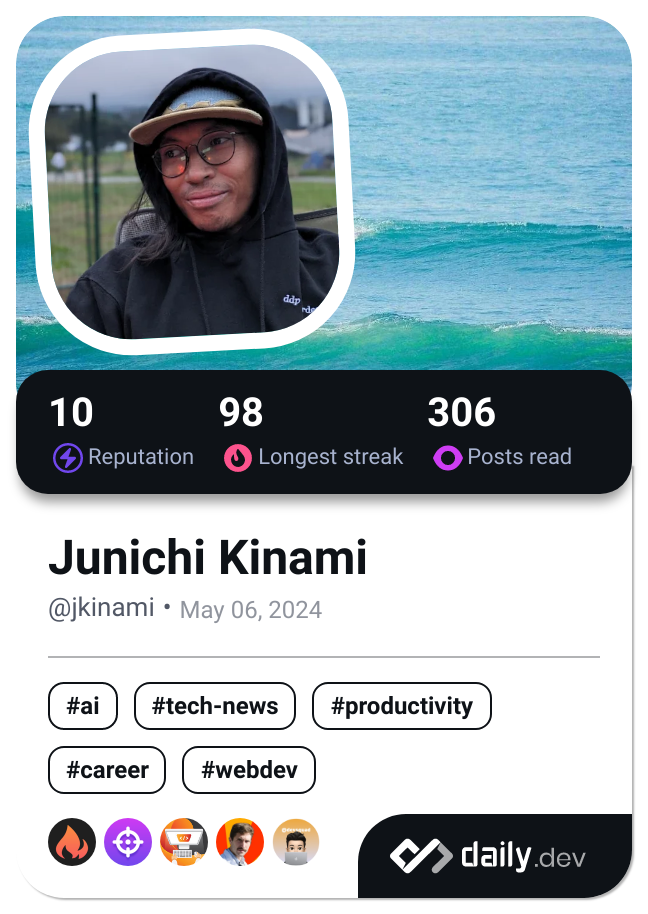 ddp
10 98 306
Reputation Longest streak Posts read
Junichi Kinami
@jkinami • May 06, 2024
#ai #tech-news #productivity
#career #webdev
daily.dev